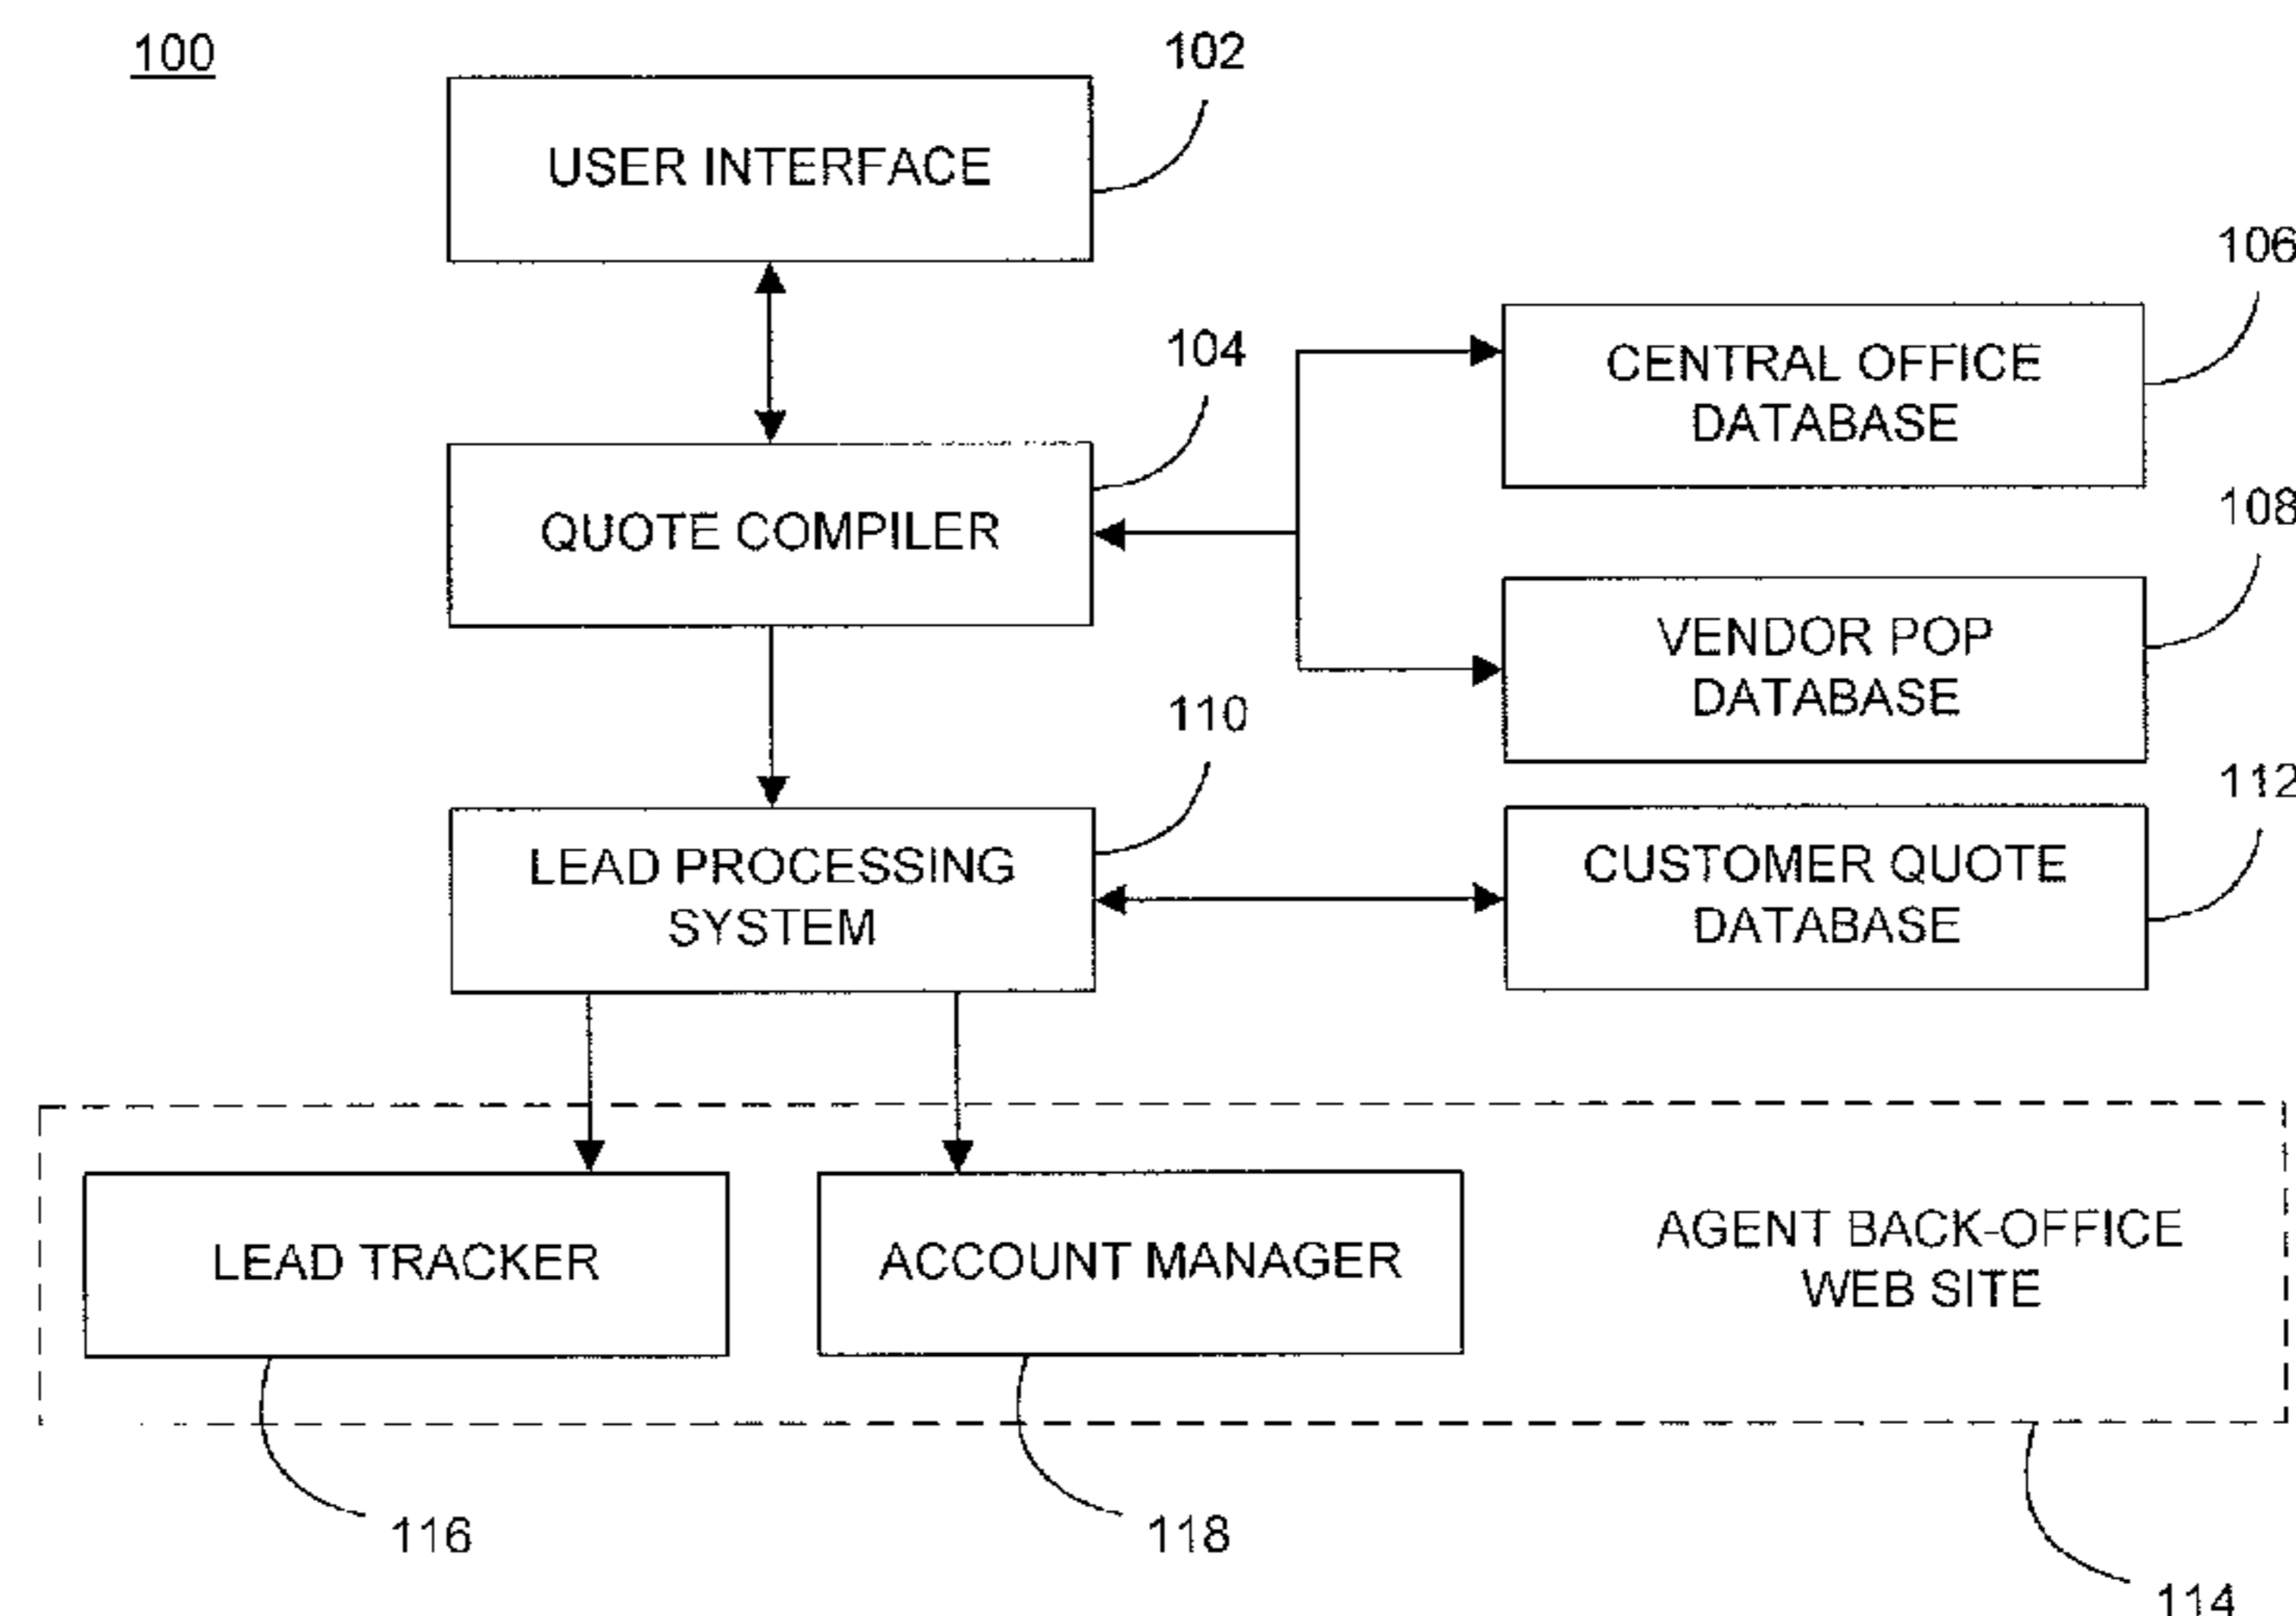 100
102
USER INTERFACE
106
104
CENTRAL OFFICE
DATABASE
QUOTE COMPILER
108
VENDOR POP
DATABASE
110
112
LEAD PROCESSING
SYSTEM
CUSTOMER QUOTE
DATABASE
LEAD TRACKER
ACCOUNT MANAGER
AGENT BACK-OFFICE
WEB SITE
116
118
114